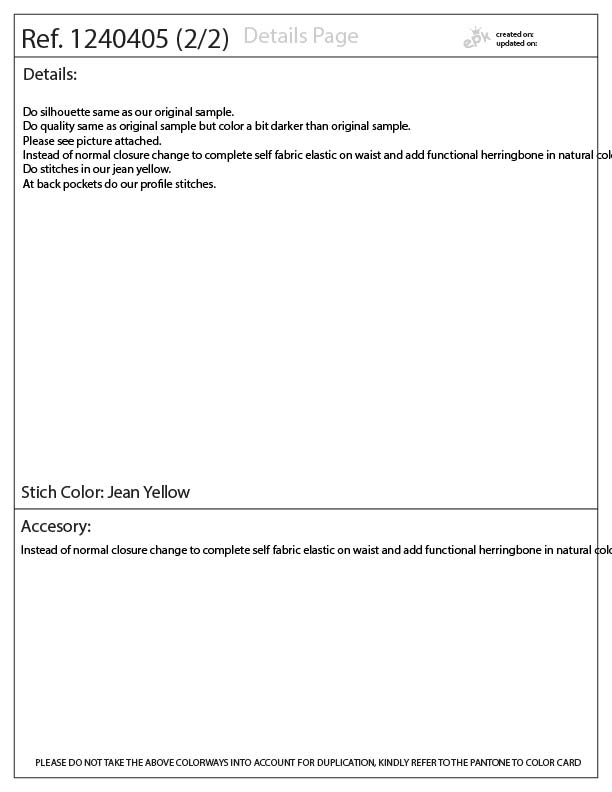 Ref. 1240405 (2/2) Details Page
epk
created on:
updated on:
Details:
Do silhouette same as our original sample.
Do quality same as original sample but color a bit darker than original sample.
Please see picture attached.
Instead of normal closure change to complete self fabric elastic on waist and add functional herringbone in natural
Do stitches in our jean yellow.
At back pockets do our profile stitches.
Stich Color: Jean Yellow
Accesory:
Instead of normal closure change to complete self fabric elastic on waist and add functional herringbone in natural
PLEASE DO NOT TAKE THE ABOVE COLORWAYS INTO ACCOUNT FOR DUPLICATION, KINDLY REFER TO THE PANTONE TO COLOR CARD